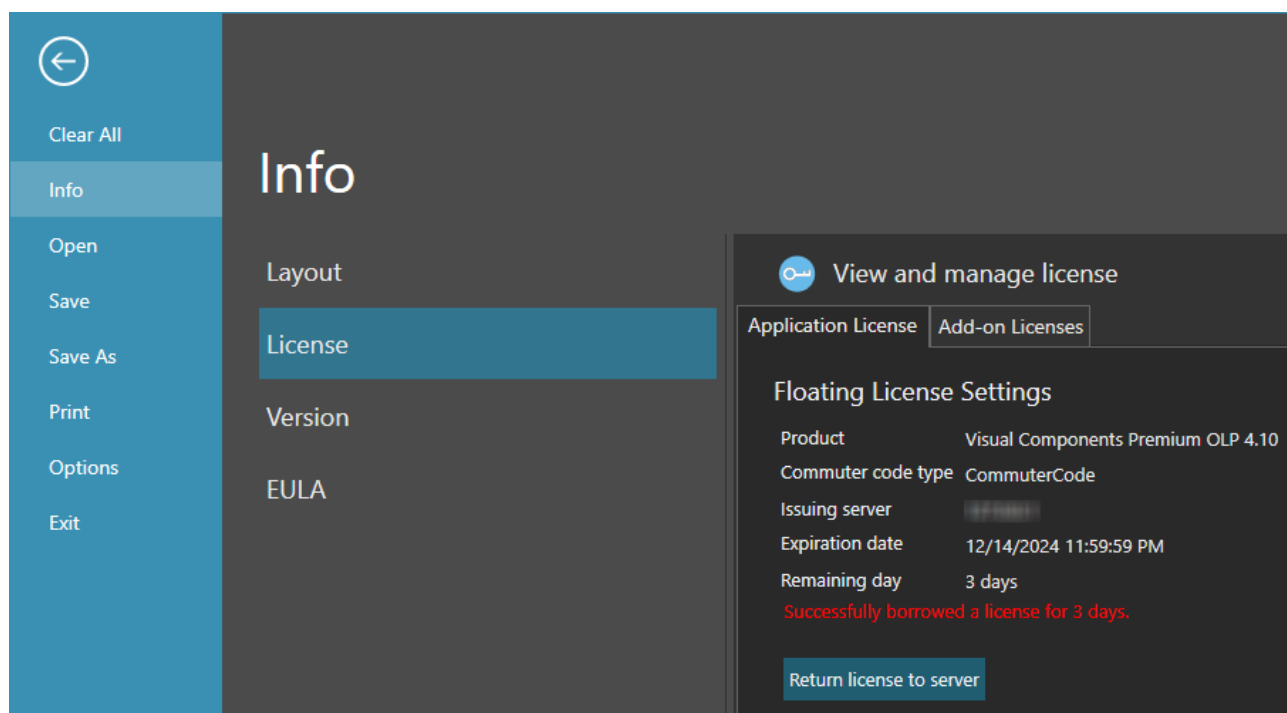 Clear All
Info
Open
Save
Save As
Print
Options
Exit
Info
Layout
License
Version
EULA
View and manage license
Application License
Add-on Licenses
Floating License Settings
Product Visual Components Premium OLP 4.10
Commuter code type CommuterCode
Issuing server
Expiration date 12/14/2024 11:59:59 PM
Remaining day 3 days
Successfully borrowed a license for 3 days.
Return license to server